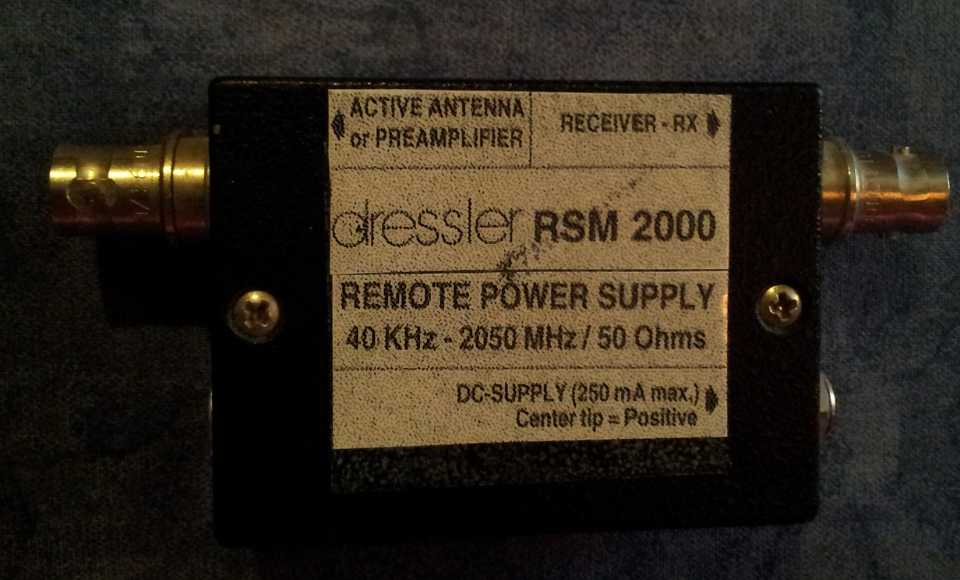 ACTIVE ANTENNA
or PREAMPLIFIER
RECEIVER - RX
dressler RSM 2000
REMOTE POWER SUPPLY
40 KHz - 2050 MHz / 50 Ohms
DC-SUPPLY (250 mA max.)
Center tip = Positive